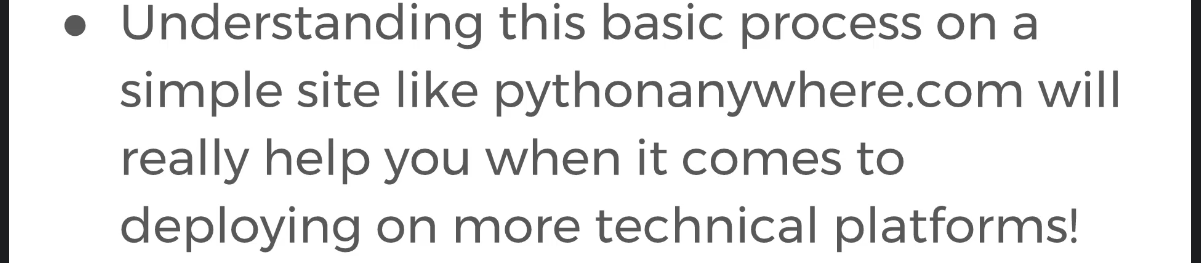 ● Understanding this basic process on a
simple site like pythonanywhere.com will
really help you when it comes to
deploying on more technical platforms!